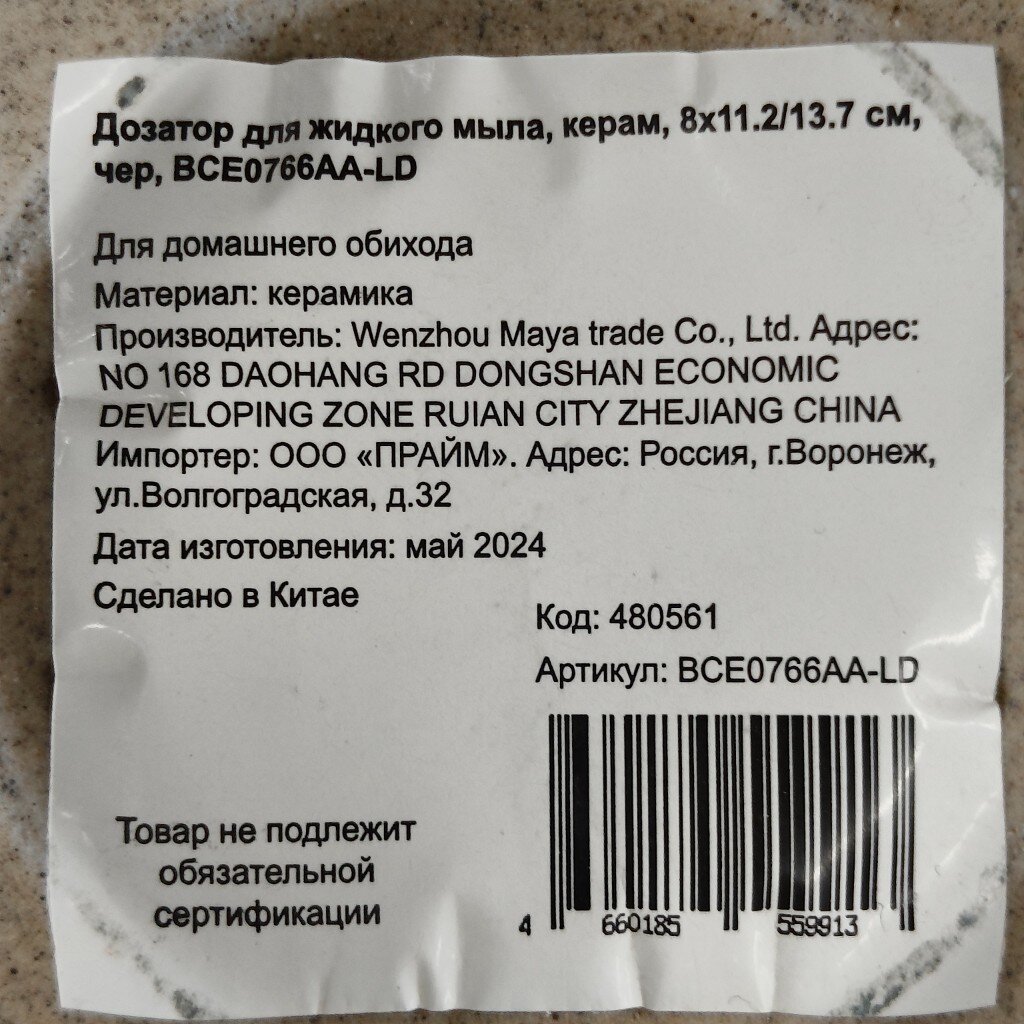 Дозатор для жидкого мыла, керам, 8x11.2/13.7 см,
чер, BCE0766AA-LD
Для домашнего обихода
Материал: керамика
Производитель: Wenzhou Maya trade Co., Ltd. Адрес:
NO 168 DAOHANG RD DONGSHAN ECONOMIC
DEVELOPING ZONE RUIAN CITY ZHEJIANG CHINA
Импортер: ООО «ПРАЙМ». Адрес: Россия, г.Воронеж,
ул.Волгоградская, д.32
Дата изготовления: май 2024
Сделано в Китае
Код: 480561
Артикул: BCE0766AA-LD
Товар не подлежит
обязательной
сертификации
4 660185 559913